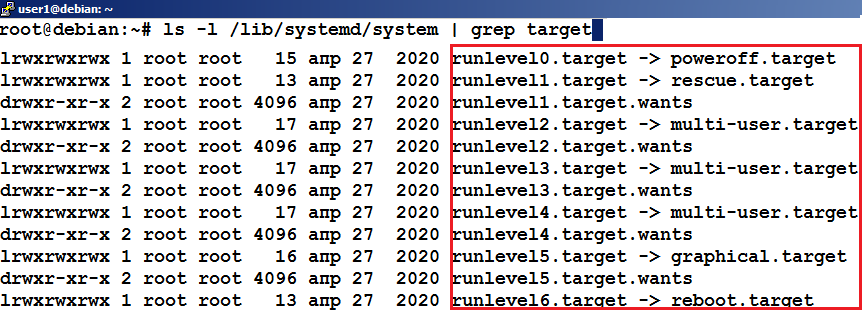 user1@debian: ~
root@debian:~# ls -l /lib/systemd/system | grep target
lrwxrwxrwx 1 root root 15 апр 27 2020 runlevel0.target -> poweroff.target
lrwxrwxrwx 1 root root 13 апр 27 2020 runlevel1.target -> rescue.target
drwxr-xr-x 2 root root 4096 апр 27 2020 runlevel1.target.wants
lrwxrwxrwx 1 root root 17 апр 27 2020 runlevel2.target -> multi-user.target
drwxr-xr-x 2 root root 4096 апр 27 2020 runlevel2.target.wants
lrwxrwxrwx 1 root root 17 апр 27 2020 runlevel3.target -> multi-user.target
drwxr-xr-x 2 root root 4096 апр 27 2020 runlevel3.target.wants
lrwxrwxrwx 1 root root 17 апр 27 2020 runlevel4.target -> multi-user.target
drwxr-xr-x 2 root root 4096 апр 27 2020 runlevel4.target.wants
lrwxrwxrwx 1 root root 16 апр 27 2020 runlevel5.target -> graphical.target
drwxr-xr-x 2 root root 4096 апр 27 2020 runlevel5.target.wants
lrwxrwxrwx 1 root root 13 апр 27 2020 runlevel6.target -> reboot.target